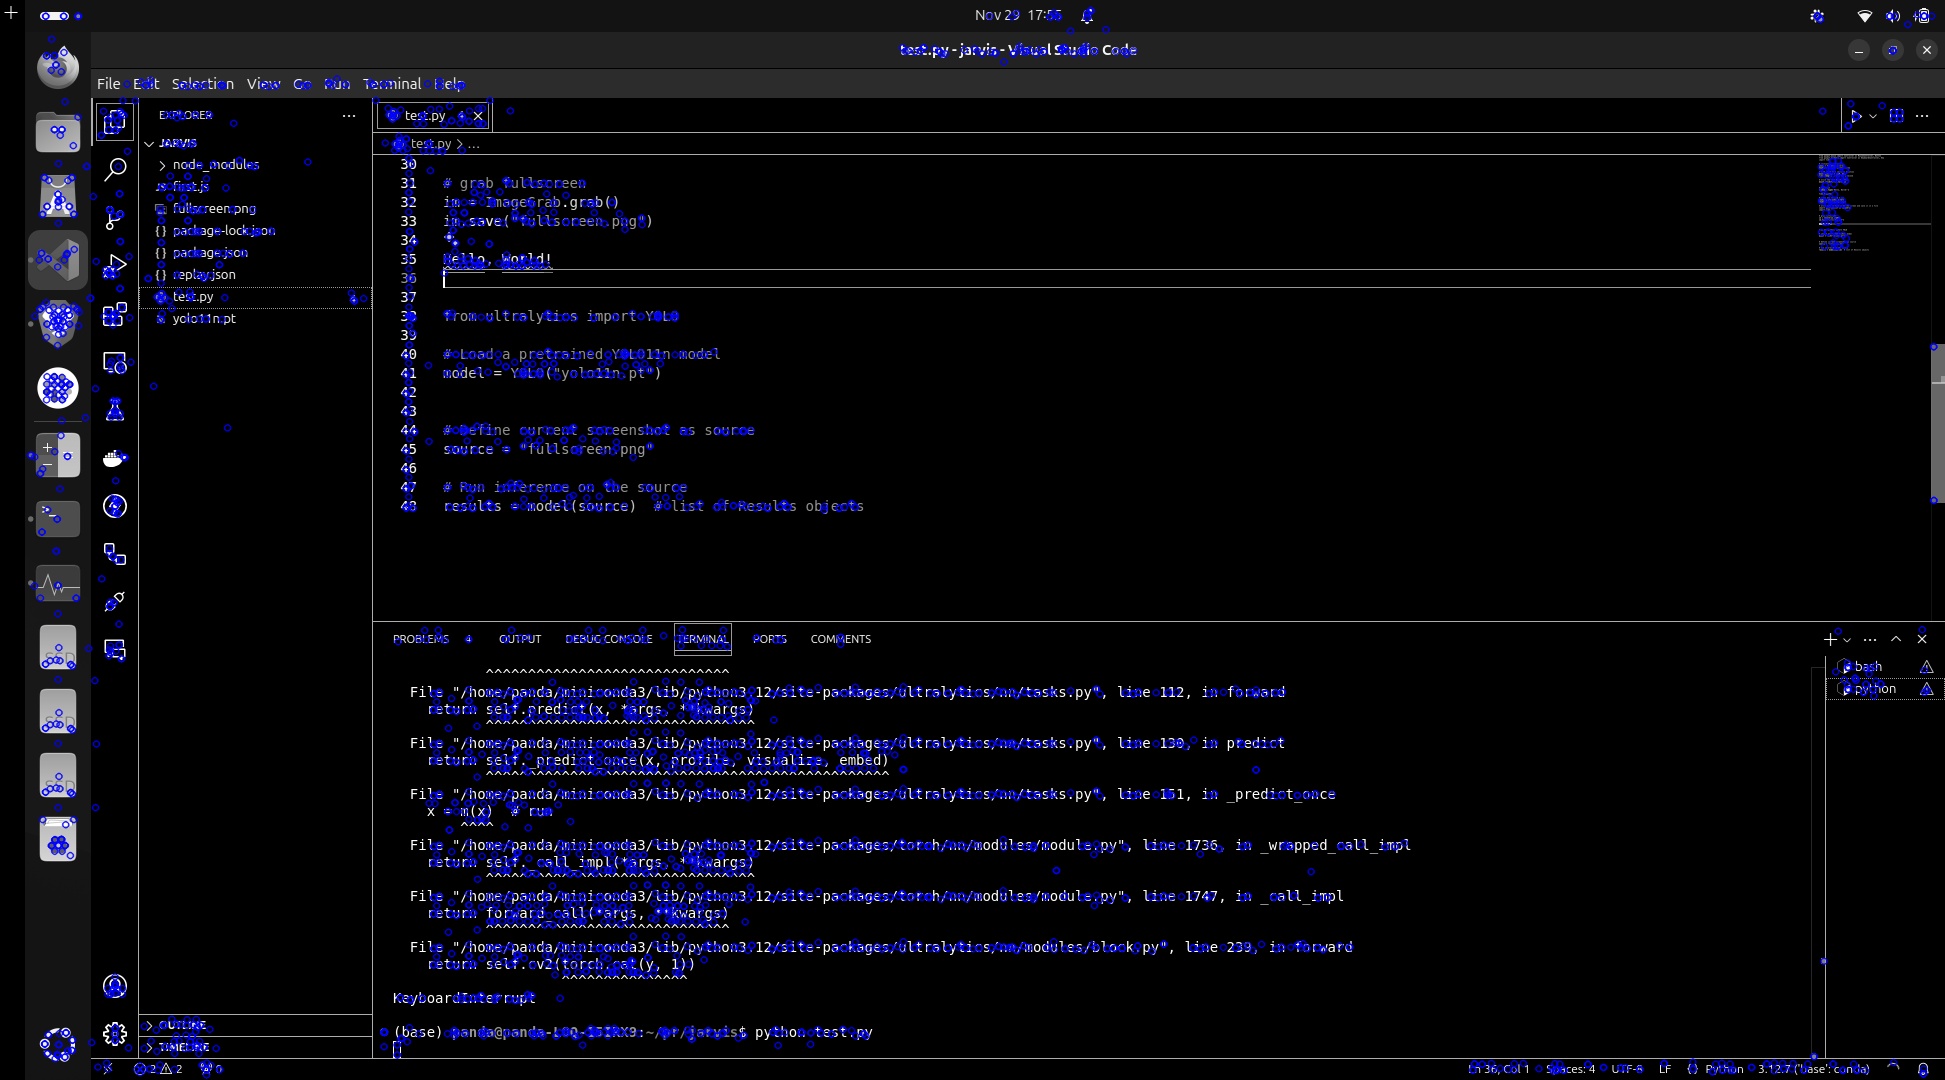 Nov 29 17:55
test.py - jarvis - Visual Studio Code
File Edit Selection View Go Run Terminal Help
EXPLORER
JARVIS
node_modules
first.js
fullscreen.png
package-lock.json
package.json
replay.json
test.py 4
yolo11n.pt
OUTLINE
TIMELINE
test.py 4
test.py > ...
30
31 # grab fullscreen
32 im = ImageGrab.grab()
33 im.save("fullscreen.png")
34
35 Hello, World!
36
37
38 from ultralytics import YOLO
39
40 # Load a pretrained YOLO11n model
41 model = YOLO("yolo11n.pt")
42
43
44 # Define current screenshot as source
45 source = "fullscreen.png"
46
47 # Run inference on the source
48 results = model(source)  # list of Results objects
PROBLEMS 4 OUTPUT DEBUG CONSOLE TERMINAL PORTS COMMENTS
^^^^^^^^^^^^^^^^^^^^^^^^^^^^^
File "/home/panda/miniconda3/lib/python3.12/site-packages/ultralytics/nn/tasks.py", line 112, in forward
return self.predict(x, *args, **kwargs)
^^^^^^^^^^^^^^^^^^^^^^^^^^^^^^^^
File "/home/panda/miniconda3/lib/python3.12/site-packages/ultralytics/nn/tasks.py", line 130, in predict
return self._predict_once(x, profile, visualize, embed)
^^^^^^^^^^^^^^^^^^^^^^^^^^^^^^^^^^^^^^^^^^^^^^^^
File "/home/panda/miniconda3/lib/python3.12/site-packages/ultralytics/nn/tasks.py", line 151, in _predict_once
x = m(x)  # run
^^^^
File "/home/panda/miniconda3/lib/python3.12/site-packages/torch/nn/modules/module.py", line 1736, in _wrapped_call_impl
return self._call_impl(*args, **kwargs)
^^^^^^^^^^^^^^^^^^^^^^^^^^^^^^^^
File "/home/panda/miniconda3/lib/python3.12/site-packages/torch/nn/modules/module.py", line 1747, in _call_impl
return forward_call(*args, **kwargs)
^^^^^^^^^^^^^^^^^^^^^^^^^^^^^
File "/home/panda/miniconda3/lib/python3.12/site-packages/ultralytics/nn/modules/block.py", line 239, in forward
return self.cv2(torch.cat(y, 1))
^^^^^^^^^^^^^^^
KeyboardInterrupt
(base) $ python test.py
bash
python
2 2 0
Ln 36, Col 1 Spaces: 4 UTF-8 LF {} Python 3.12.7 ('base': conda)